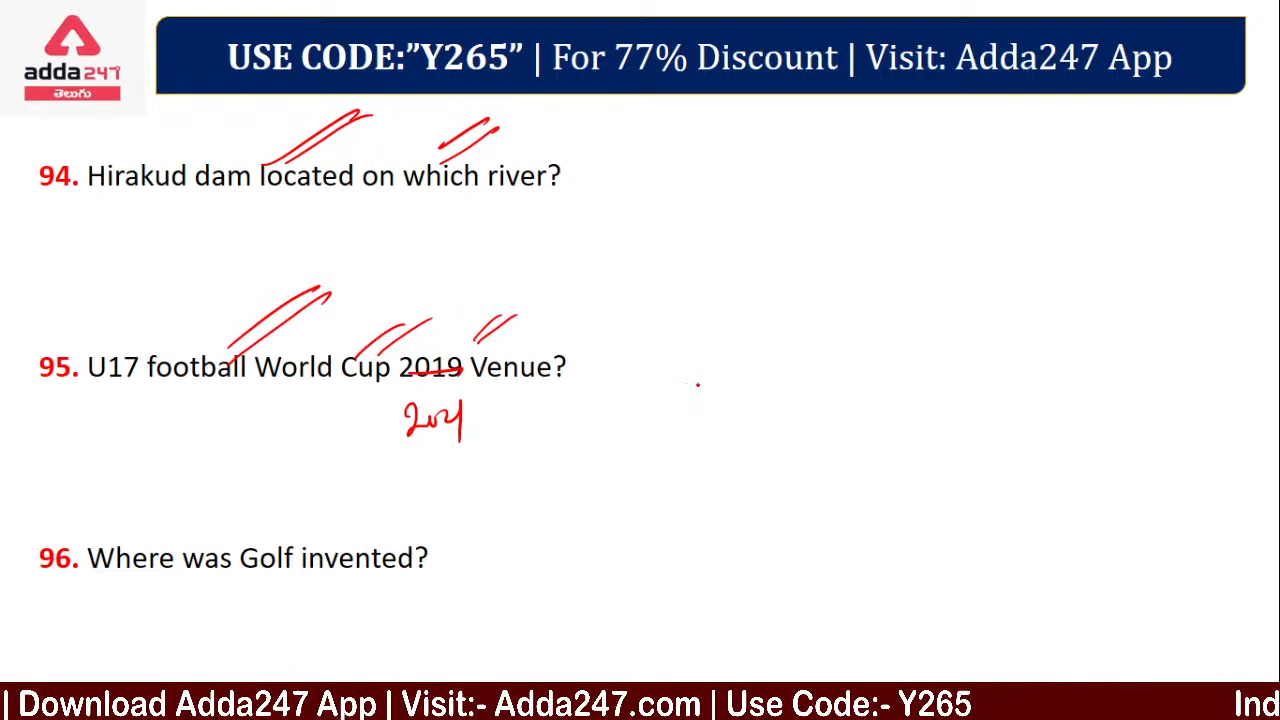 adda247
తెలుగు
USE CODE:”Y265” | For 77% Discount | Visit: Adda247 App
94. Hirakud dam located on which river?
95. U17 football World Cup 2019 Venue?
96. Where was Golf invented?
| Download Adda247 App | Visit:- Adda247.com | Use Code:- Y265 Ind